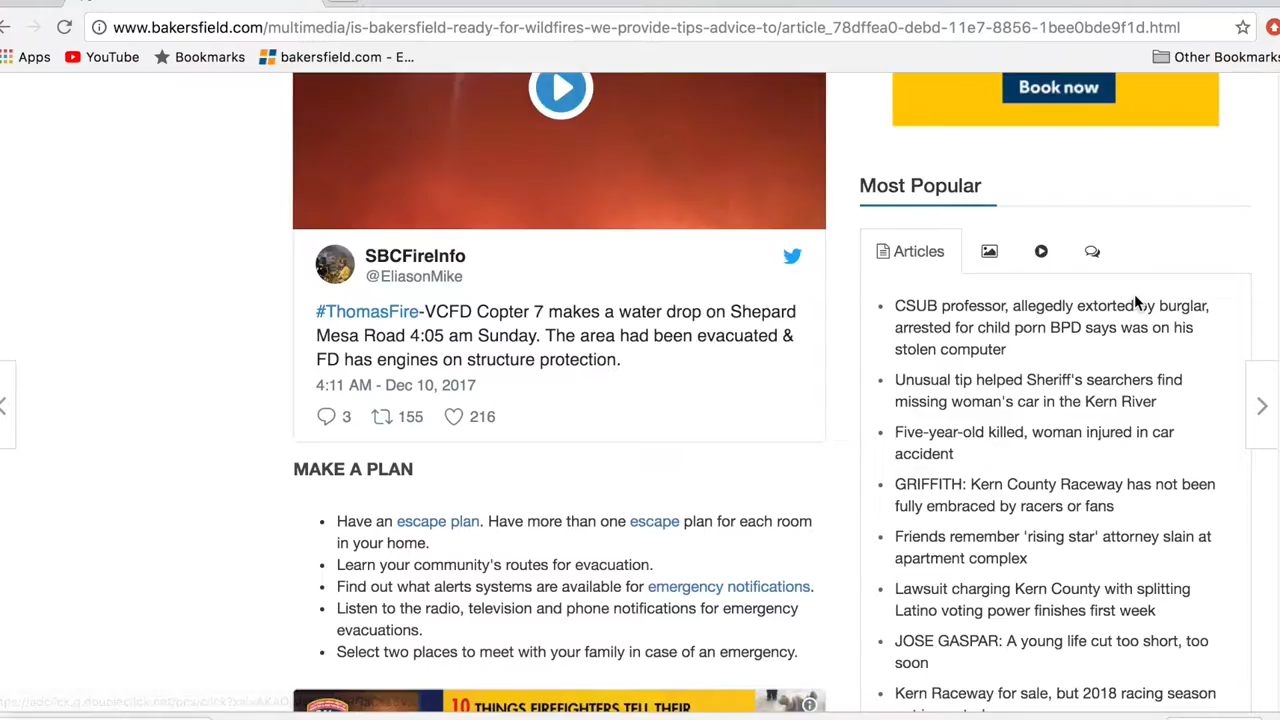 www.bakersfield.com/multimedia/is-bakersfield-ready-for-wildfires-we-provide-tips-advice-to/article_78dffea0-debd-11e7-8856-1bee0bde9f1d.html
Apps YouTube Bookmarks bakersfield.com - E... Other Bookmarks
Book now
SBCFireInfo
@EliasonMike
#ThomasFire-VCFD Copter 7 makes a water drop on Shepard
Mesa Road 4:05 am Sunday. The area had been evacuated &
FD has engines on structure protection.
4:11 AM - Dec 10, 2017
3 155 216
MAKE A PLAN
• Have an escape plan. Have more than one escape plan for each room
in your home.
• Learn your community's routes for evacuation.
• Find out what alerts systems are available for emergency notifications.
• Listen to the radio, television and phone notifications for emergency
evacuations.
• Select two places to meet with your family in case of an emergency.
10 THINGS FIREFIGHTERS TELL THEIR
Most Popular
Articles
• CSUB professor, allegedly extorted by burglar,
arrested for child porn BPD says was on his
stolen computer
• Unusual tip helped Sheriff's searchers find
missing woman's car in the Kern River
• Five-year-old killed, woman injured in car
accident
• GRIFFITH: Kern County Raceway has not been
fully embraced by racers or fans
• Friends remember 'rising star' attorney slain at
apartment complex
• Lawsuit charging Kern County with splitting
Latino voting power finishes first week
• JOSE GASPAR: A young life cut too short, too
soon
• Kern Raceway for sale, but 2018 racing season